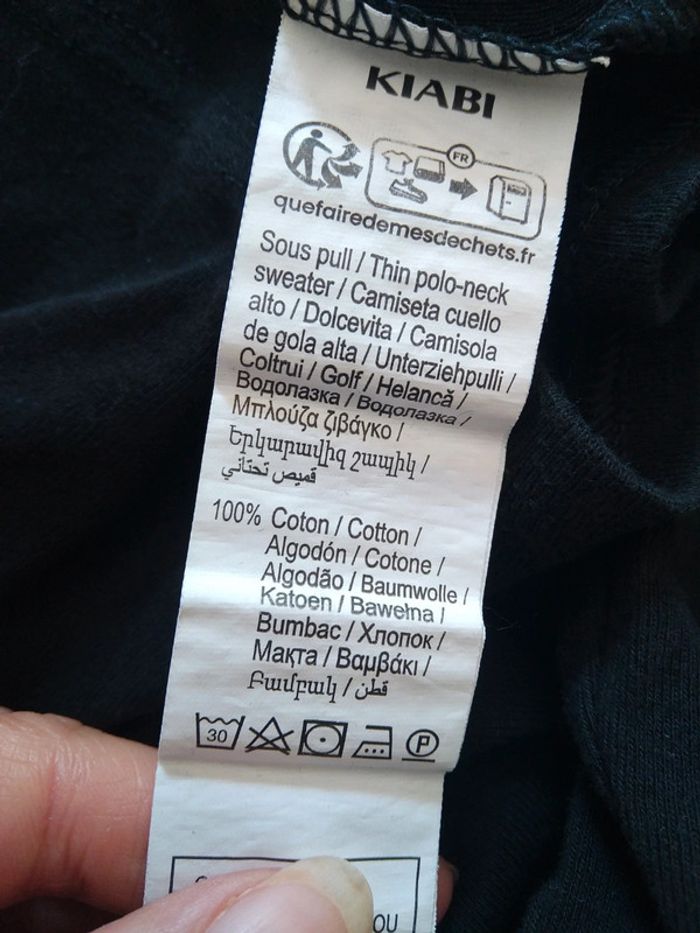 KIABI
FR
quefairedemesdechets.fr
Sous pull / Thin polo-neck
sweater / Camiseta cuello
alto / Dolcevita / Camisola
de gola alta / Unterziehpulli /
Coltrui / Golf / Helancă /
Водолазка / Водолазка /
Μπλούζα ζιβάγκο /
Երկարավիզ շապիկ /
قميص تحتاني
100% Coton / Cotton /
Algodón / Cotone /
Algodão / Baumwolle /
Katoen / Bawełna /
Bumbac / Хлопок /
Мақта / Βαμβάκι /
Բամբակ / قطن
30 P
OU